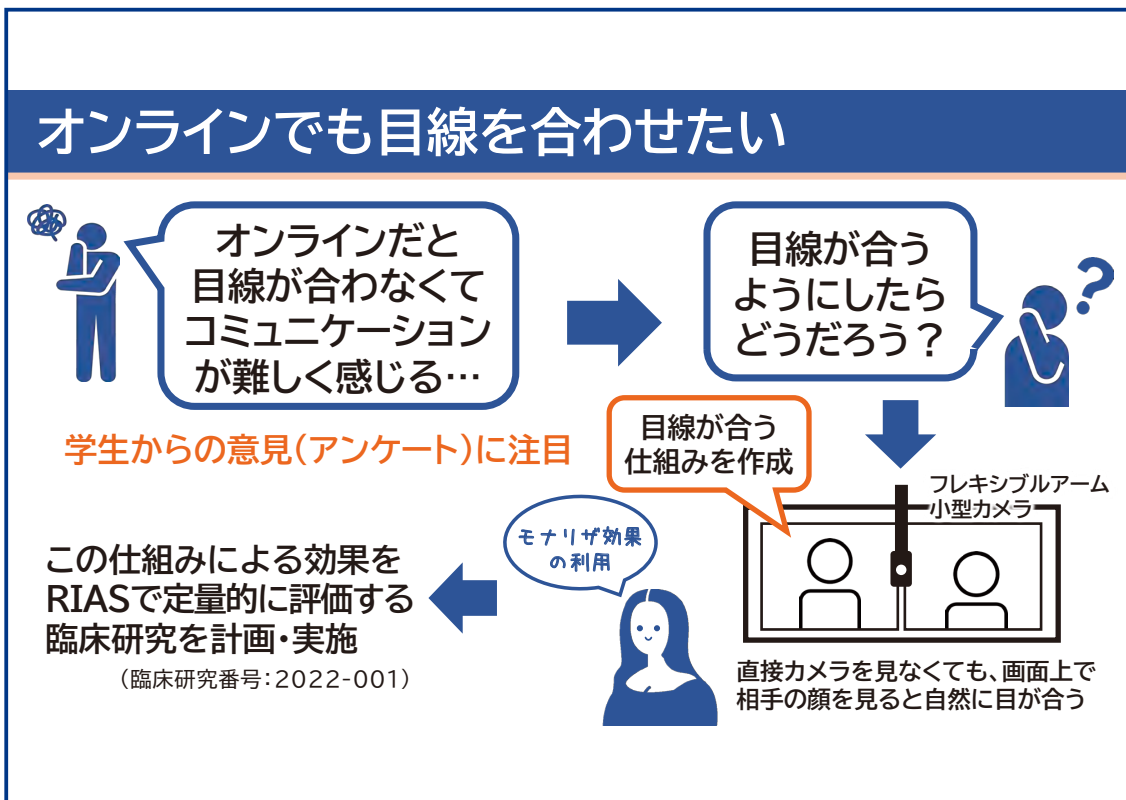 オンラインでも目線を合わせたい
オンラインだと
目線が合わなくて
コミュニケーション
が難しく感じる…
目線が合う
ようにしたら
どうだろう？
学生からの意見(アンケート)に注目
目線が合う
仕組みを作成
フレキシブルアーム
小型カメラ
直接カメラを見なくても、画面上で
相手の顔を見ると自然に目が合う
モナリザ効果
の利用
この仕組みによる効果を
RIASで定量的に評価する
臨床研究を計画・実施
(臨床研究番号：2022-001)